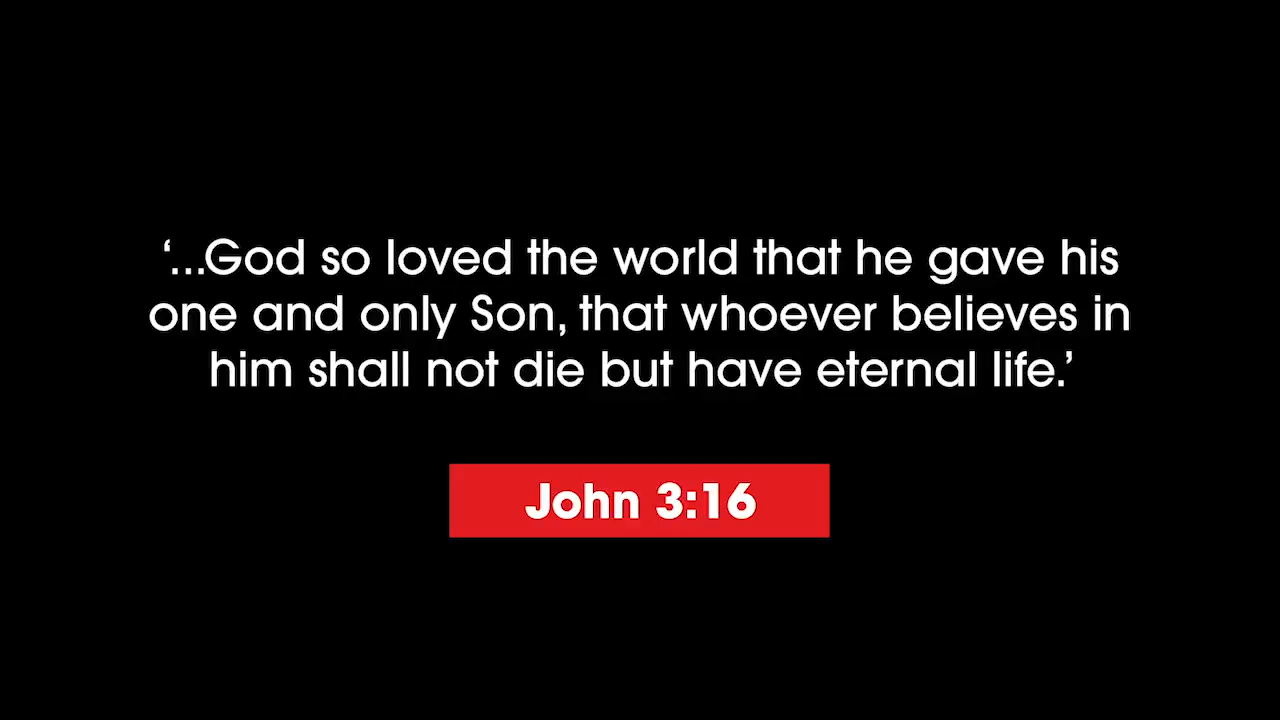 ‘...God so loved the world that he gave his
one and only Son, that whoever believes in
him shall not die but have eternal life.’
John 3:16